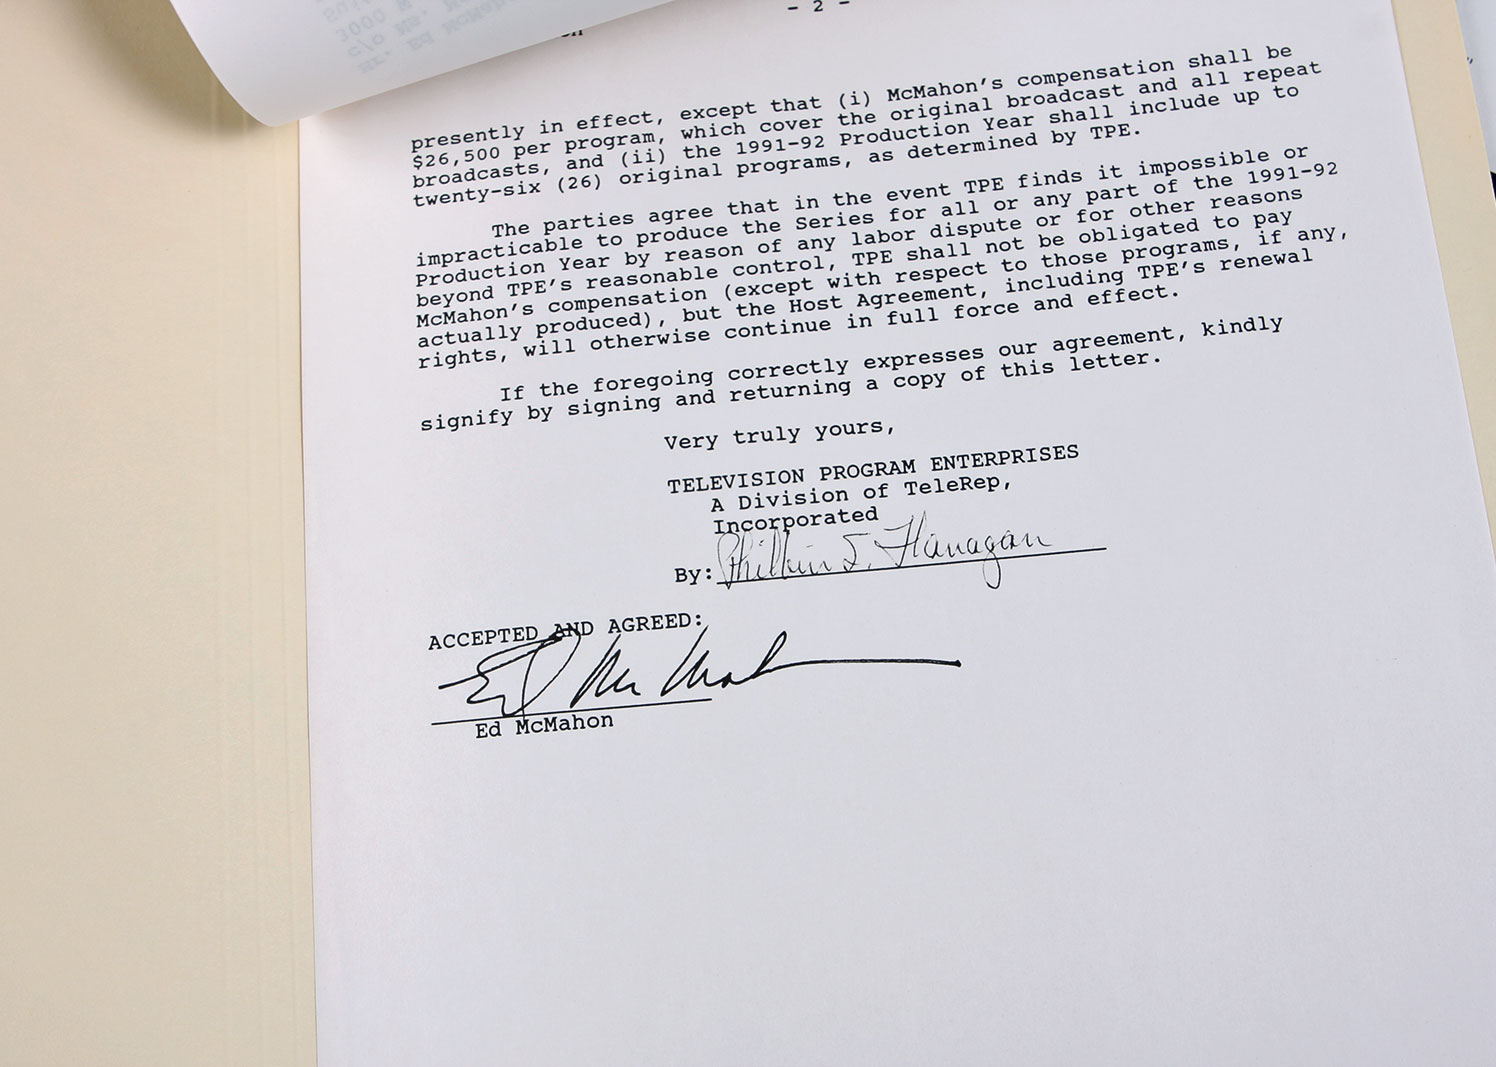 - 2 -
presently in effect, except that (i) McMahon's compensation shall be
$26,500 per program, which cover the original broadcast and all repeat
broadcasts, and (ii) the 1991-92 Production Year shall include up to
twenty-six (26) original programs, as determined by TPE.
The parties agree that in the event TPE finds it impossible or
impracticable to produce the Series for all or any part of the 1991-92
Production Year by reason of any labor dispute or for other reasons
beyond TPE's reasonable control, TPE shall not be obligated to pay
McMahon's compensation (except with respect to those programs, if any,
actually produced), but the Host Agreement, including TPE's renewal
rights, will otherwise continue in full force and effect.
If the foregoing correctly expresses our agreement, kindly
signify by signing and returning a copy of this letter.
Very truly yours,
TELEVISION PROGRAM ENTERPRISES
A Division of TeleRep,
Incorporated
By: Flanagan
ACCEPTED AND AGREED:
Ed McMahon
Ed McMahon